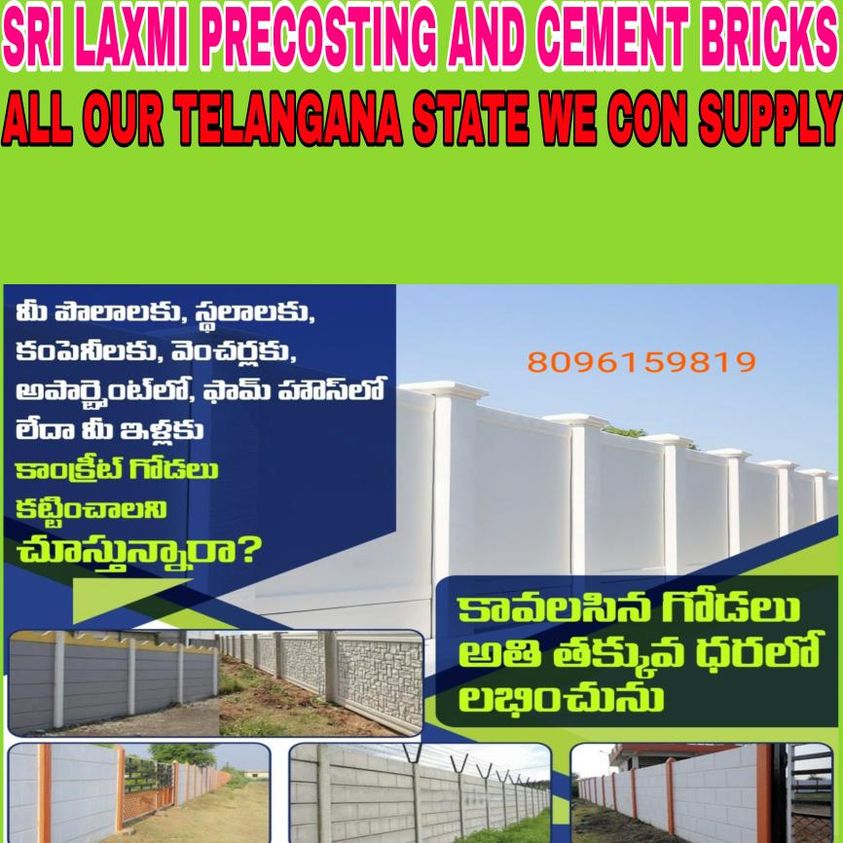 SRI LAXMI PRECOSTING AND CEMENT BRICKS
ALL OUR TELANGANA STATE WE CON SUPPLY
మీ పొలాలకు, స్థలాలకు,
కంపెనీలకు, వెంచర్లకు,
అపార్ట్మెంట్‌లో, ఫామ్ హౌస్‌లో
లేదా మీ ఇళ్లకు
కాంక్రీట్ గోడలు
కట్టించాలని
చూస్తున్నారా?
8096159819
కావలసిన గోడలు
అతి తక్కువ ధరలో
లభించును